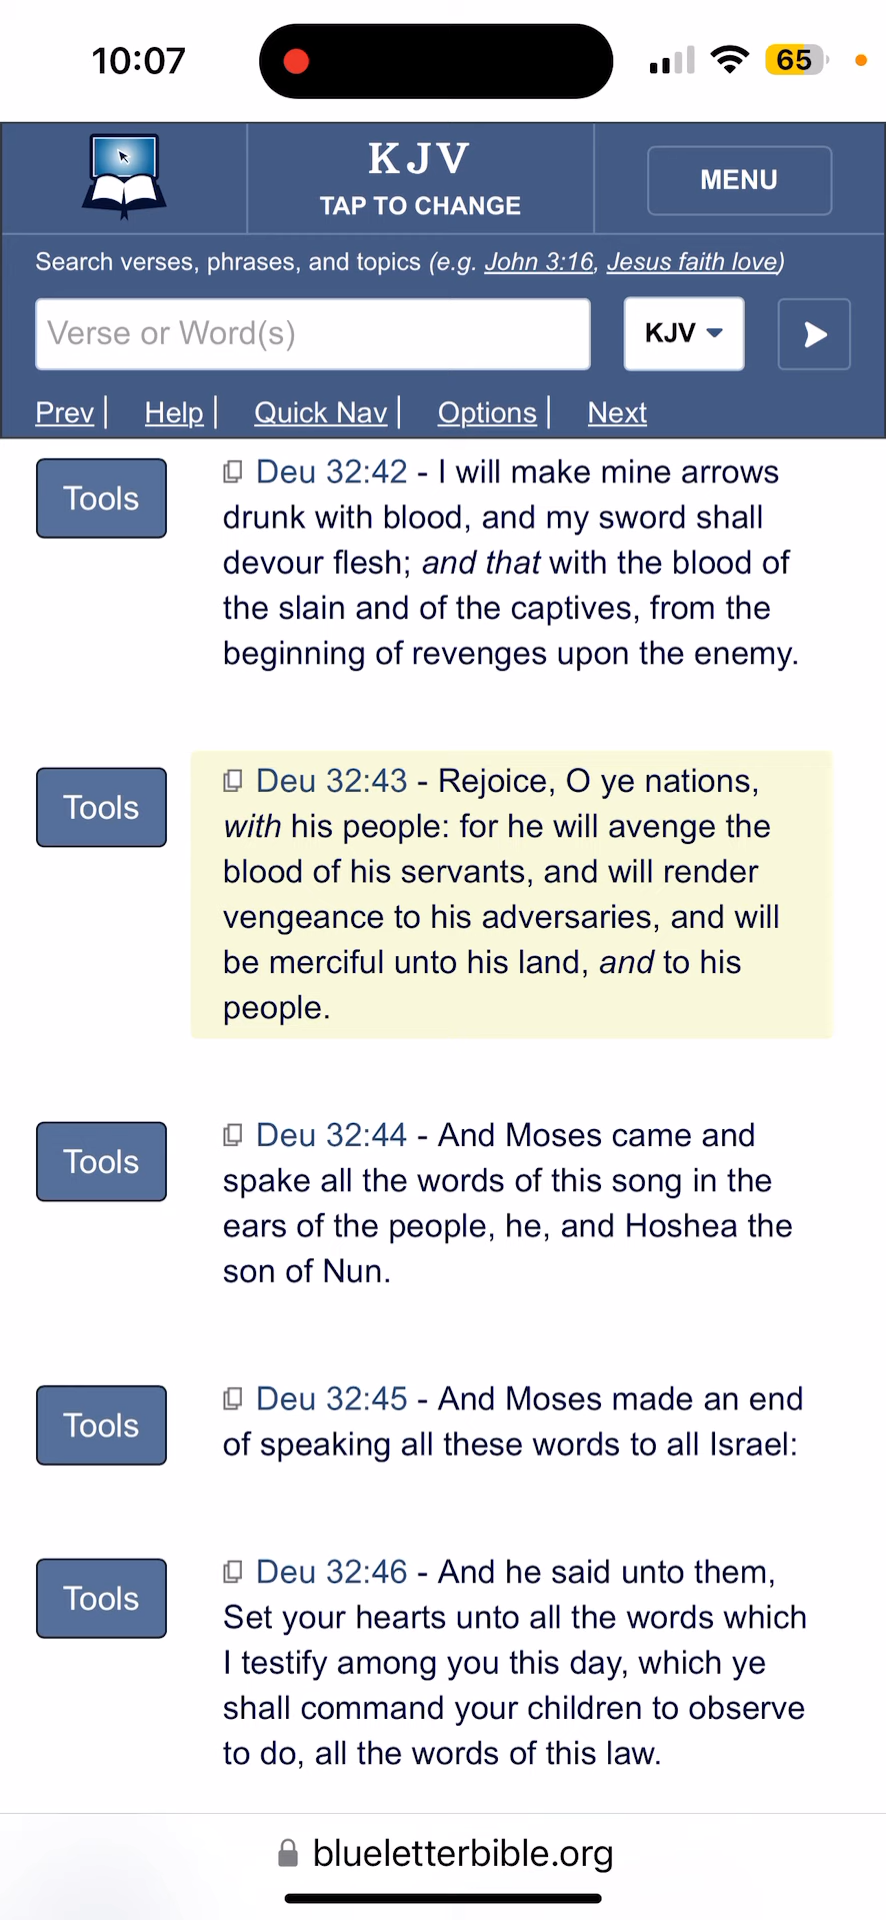 10:07
65
KJV
TAP TO CHANGE
MENU
Search verses, phrases, and topics (e.g. John 3:16, Jesus faith love)
Verse or Word(s)
KJV
Prev | Help | Quick Nav | Options | Next
Tools
Deu 32:42 - I will make mine arrows
drunk with blood, and my sword shall
devour flesh; and that with the blood of
the slain and of the captives, from the
beginning of revenges upon the enemy.
Tools
Deu 32:43 - Rejoice, O ye nations,
with his people: for he will avenge the
blood of his servants, and will render
vengeance to his adversaries, and will
be merciful unto his land, and to his
people.
Tools
Deu 32:44 - And Moses came and
spake all the words of this song in the
ears of the people, he, and Hoshea the
son of Nun.
Tools
Deu 32:45 - And Moses made an end
of speaking all these words to all Israel:
Tools
Deu 32:46 - And he said unto them,
Set your hearts unto all the words which
I testify among you this day, which ye
shall command your children to observe
to do, all the words of this law.
blueletterbible.org